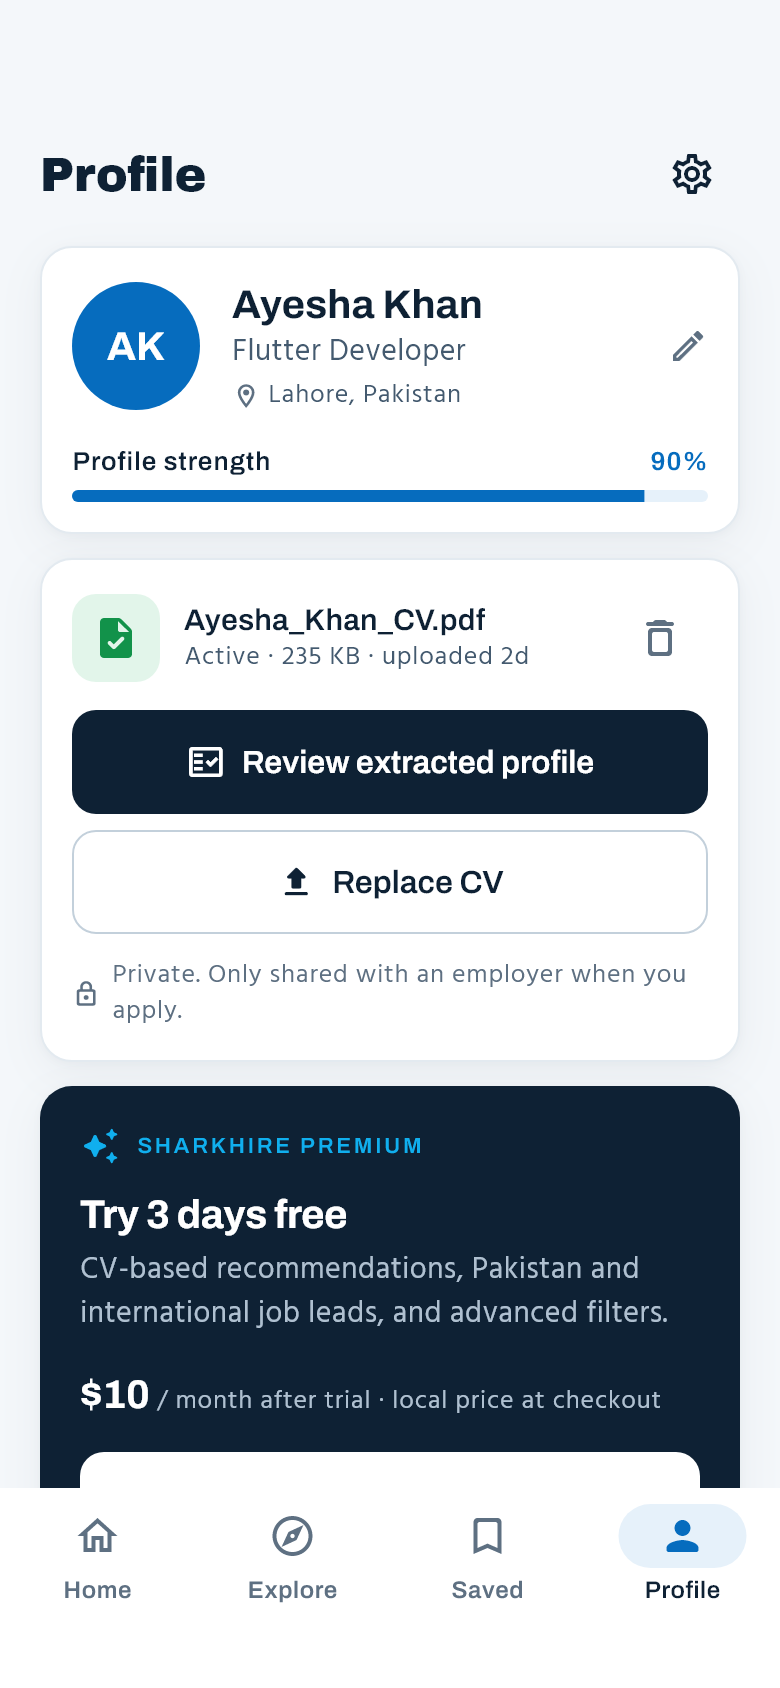 Profile
AK
Ayesha Khan
Flutter Developer
Lahore, Pakistan
Profile strength
90%
Ayesha_Khan_CV.pdf
Active · 235 KB · uploaded 2d
Review extracted profile
Replace CV
Private. Only shared with an employer when you
apply.
SHARKHIRE PREMIUM
Try 3 days free
CV-based recommendations, Pakistan and
international job leads, and advanced filters.
$10 / month after trial · local price at checkout
Home
Explore
Saved
Profile